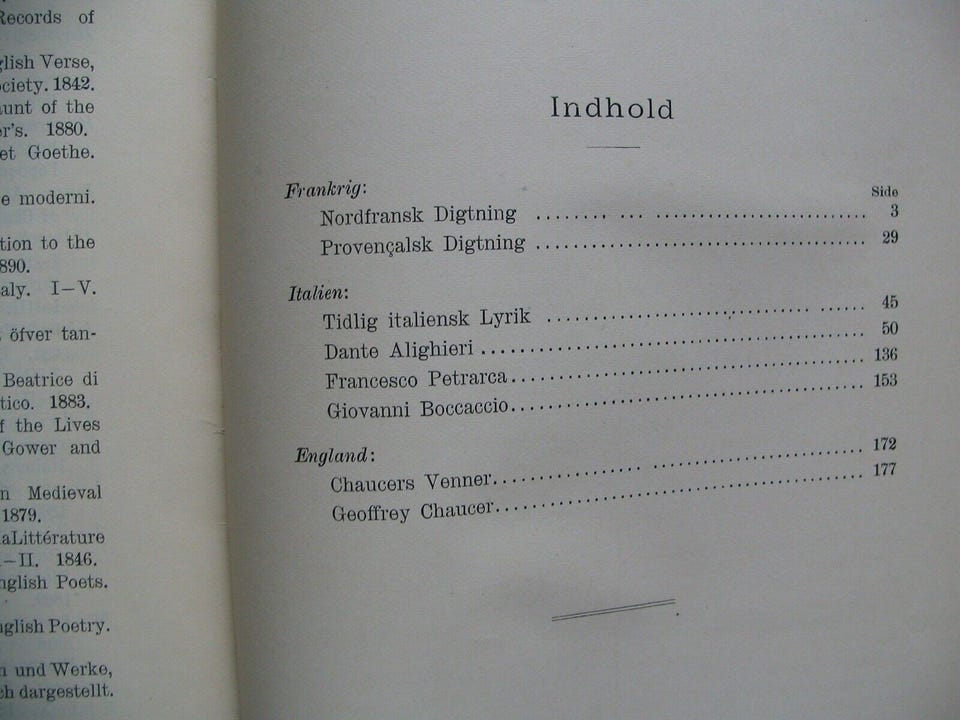 Records of
glish Verse,
ociety. 1842.
unt of the
er's. 1880.
et Goethe.
e moderni.
tion to the
890.
aly. I—V.
öfver tan-
Beatrice di
tico. 1883.
f the Lives
Gower and
n Medieval
1879.
aLittérature
—II. 1846.
nglish Poets.
nglish Poetry.
und Werke,
ch dargestellt.
Indhold
Frankrig:
Side
Nordfransk Digtning ........ ... ....................... 3
Provençalsk Digtning .................................... 29
Italien:
Tidlig italiensk Lyrik ............................ ...... 45
Dante Alighieri .......................................... 50
Francesco Petrarca....................................... 136
Giovanni Boccaccio....................................... 153
England:
Chaucers Venner.................. ....................... 172
Geoffrey Chaucer......................................... 177